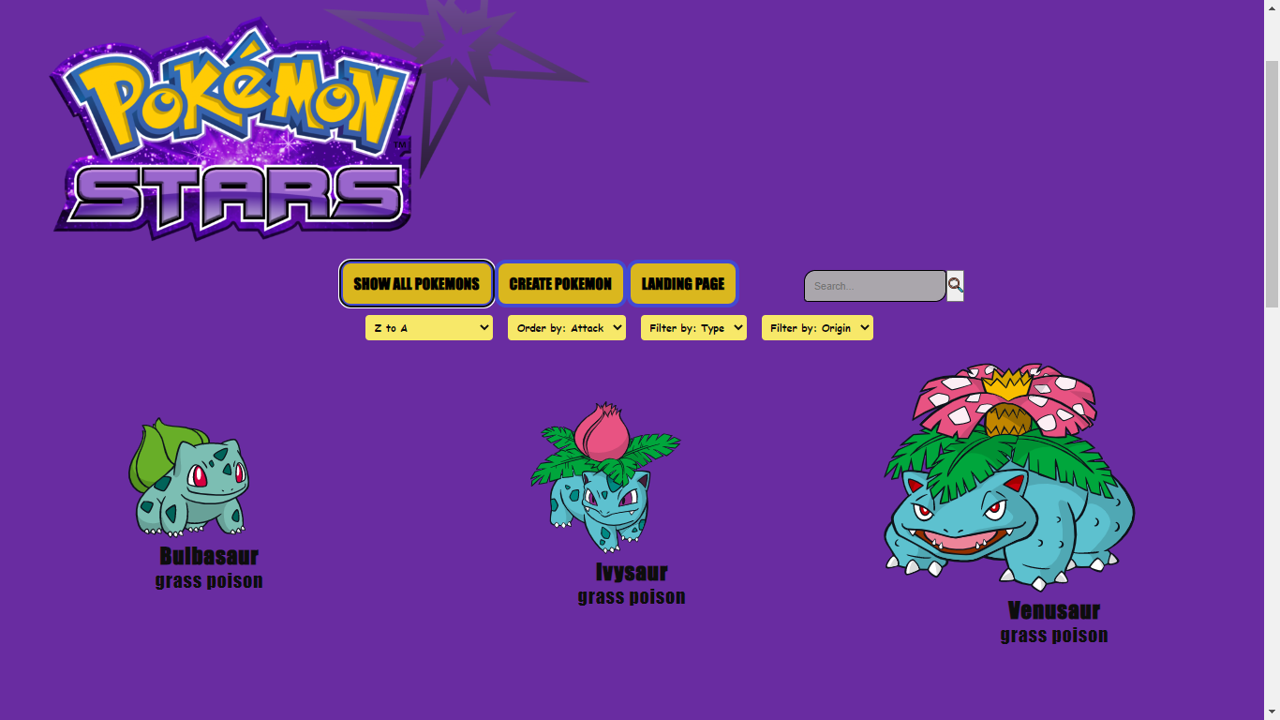 POKÉMON
TM
STARS
SHOW ALL POKEMONS CREATE POKEMON LANDING PAGE Search...
Z to A Order by: Attack Filter by: Type Filter by: Origin
Bulbasaur
grass poison
Ivysaur
grass poison
Venusaur
grass poison